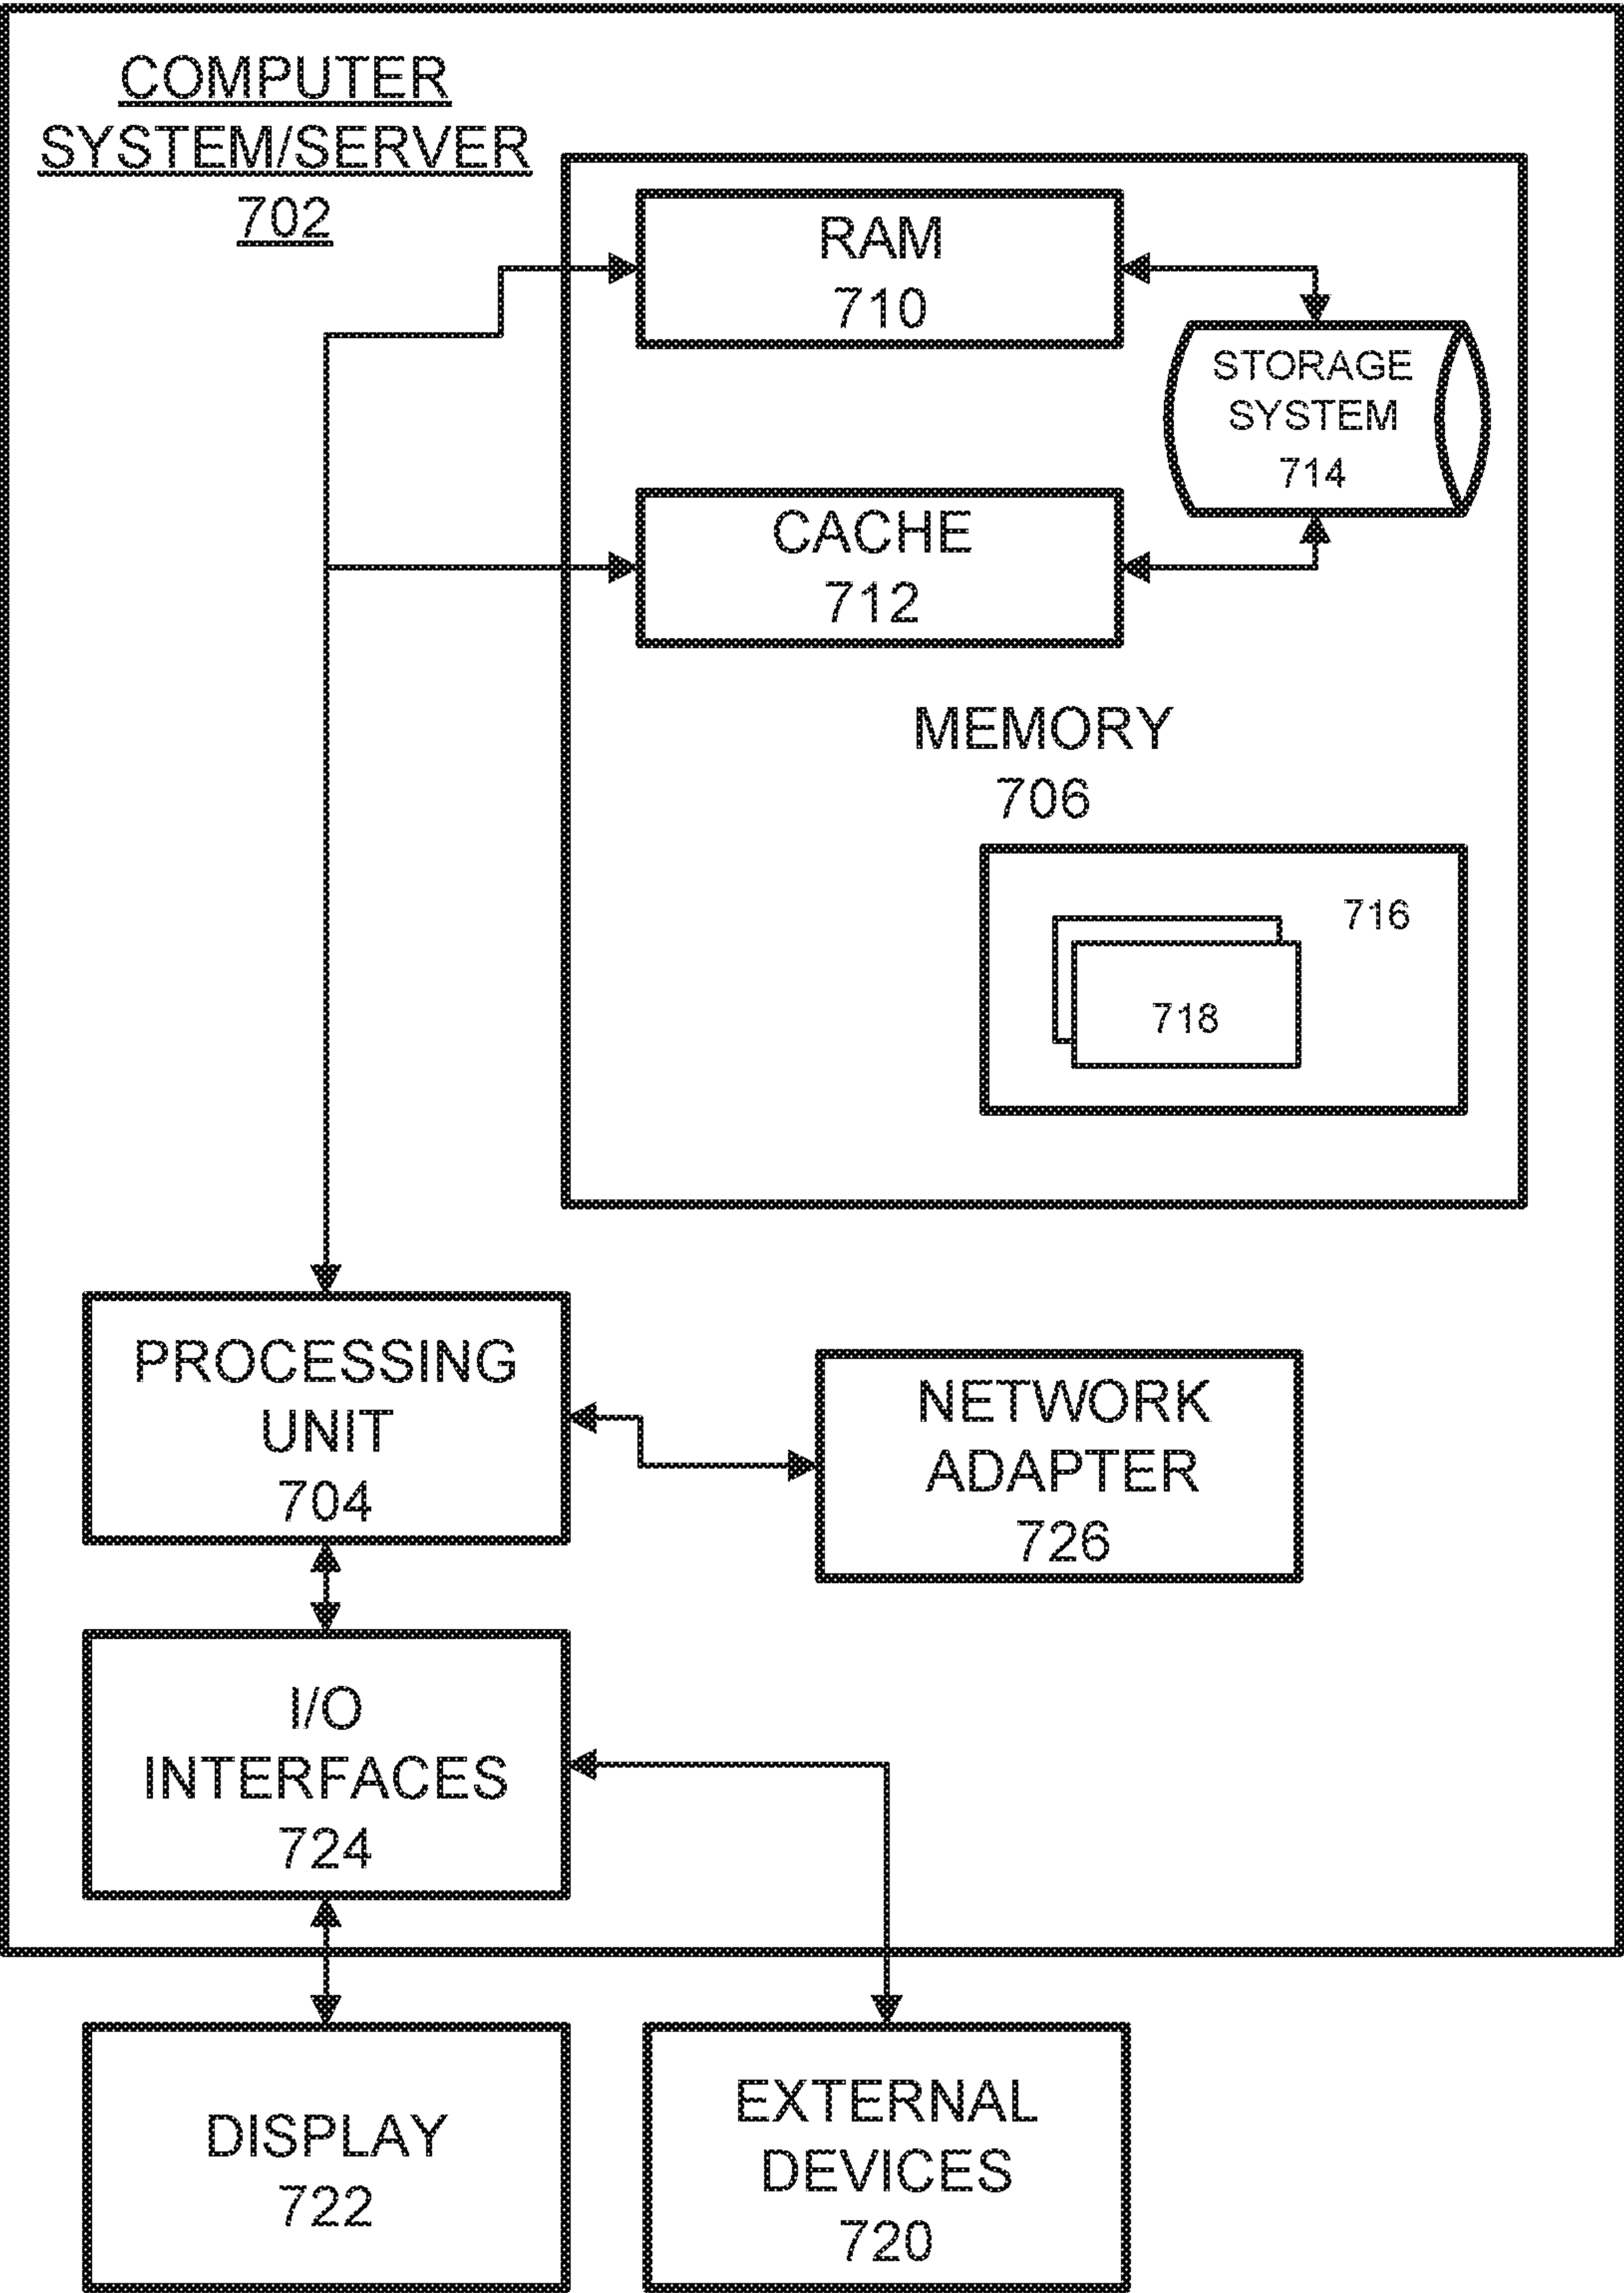 COMPUTER
SYSTEM/SERVER
702
RAM
710
STORAGE
SYSTEM
714
CACHE
712
MEMORY
706
716
718
PROCESSING
UNIT
704
NETWORK
ADAPTER
726
I/O
INTERFACES
724
DISPLAY
722
EXTERNAL
DEVICES
720